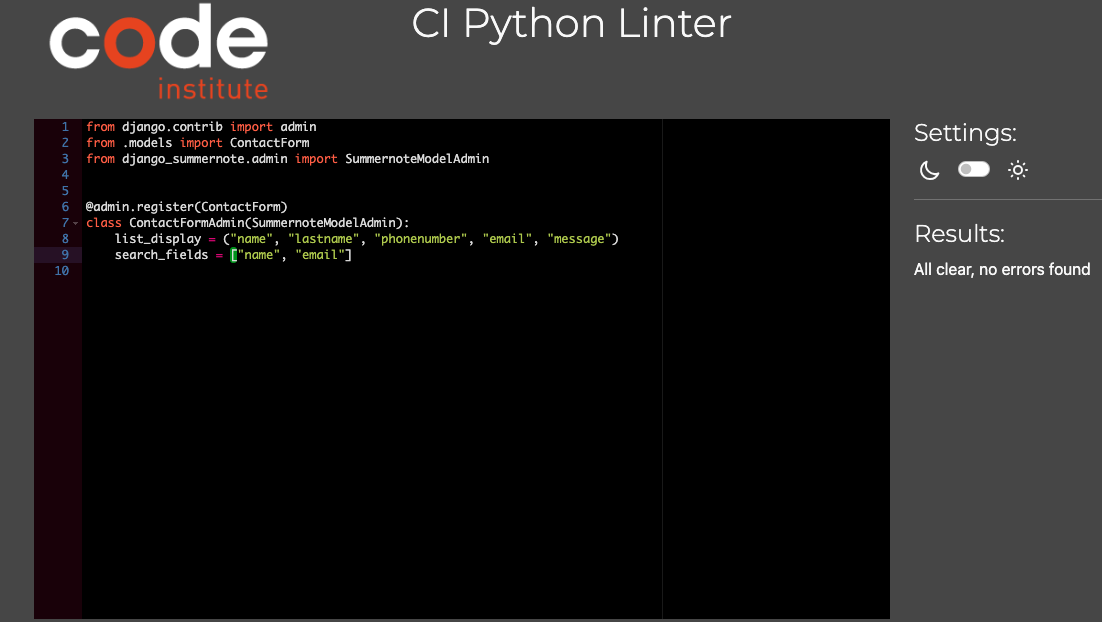 code
institute
CI Python Linter
1 from django.contrib import admin
2 from .models import ContactForm
3 from django_summernote.admin import SummernoteModelAdmin
4
5
6 @admin.register(ContactForm)
7 class ContactFormAdmin(SummernoteModelAdmin):
8     list_display = ("name", "lastname", "phonenumber", "email", "message")
9     search_fields = ["name", "email"]
10
Settings:
Results:
All clear, no errors found